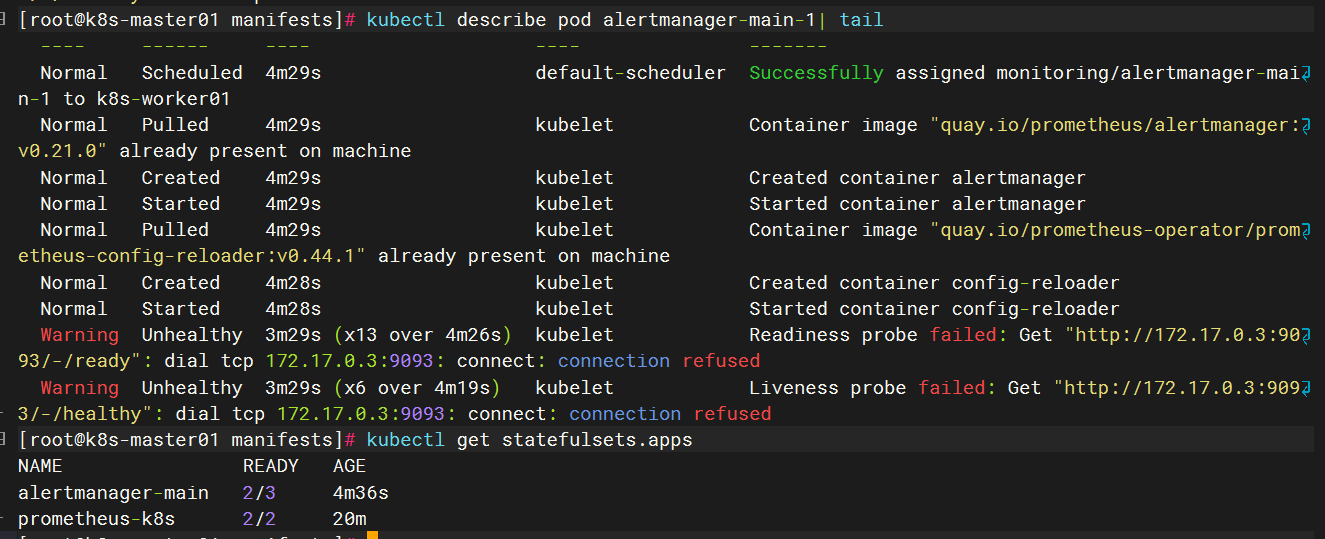 [root@k8s-master01 manifests]# kubectl describe pod alertmanager-main-1| tail
  ----    ------     ----                    ----               -------
  Normal   Scheduled  4m29s                   default-scheduler  Successfully assigned monitoring/alertmanager-mai
n-1 to k8s-worker01
  Normal   Pulled     4m29s                   kubelet            Container image "quay.io/prometheus/alertmanager:
v0.21.0" already present on machine
  Normal   Created    4m29s                   kubelet            Created container alertmanager
  Normal   Started    4m29s                   kubelet            Started container alertmanager
  Normal   Pulled     4m29s                   kubelet            Container image "quay.io/prometheus-operator/prom
etheus-config-reloader:v0.44.1" already present on machine
  Normal   Created    4m28s                   kubelet            Created container config-reloader
  Normal   Started    4m28s                   kubelet            Started container config-reloader
  Warning  Unhealthy  3m29s (x13 over 4m26s)  kubelet            Readiness probe failed: Get "http://172.17.0.3:90
93/-/ready": dial tcp 172.17.0.3:9093: connect: connection refused
  Warning  Unhealthy  3m29s (x6 over 4m19s)   kubelet            Liveness probe failed: Get "http://172.17.0.3:909
3/-/healthy": dial tcp 172.17.0.3:9093: connect: connection refused
[root@k8s-master01 manifests]# kubectl get statefulsets.apps
NAME                READY   AGE
alertmanager-main   2/3     4m36s
prometheus-k8s      2/2     20m